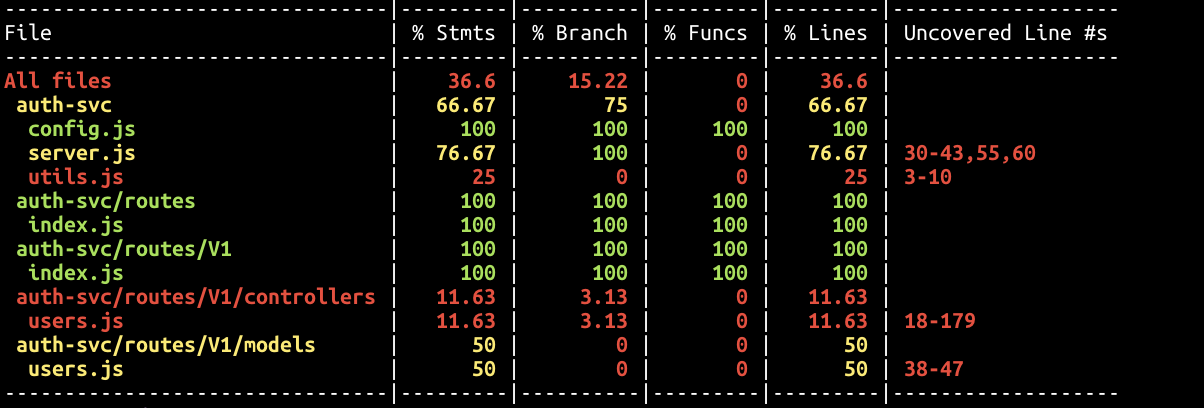 --------------------------------|---------|----------|---------|---------|-------------------
File                            | % Stmts | % Branch | % Funcs | % Lines | Uncovered Line #s
--------------------------------|---------|----------|---------|---------|-------------------
All files                       |    36.6 |    15.22 |       0 |    36.6 |
 auth-svc                       |   66.67 |       75 |       0 |   66.67 |
  config.js                     |     100 |      100 |     100 |     100 |
  server.js                     |   76.67 |      100 |       0 |   76.67 | 30-43,55,60
  utils.js                      |      25 |        0 |       0 |      25 | 3-10
 auth-svc/routes                |     100 |      100 |     100 |     100 |
  index.js                      |     100 |      100 |     100 |     100 |
 auth-svc/routes/V1             |     100 |      100 |     100 |     100 |
  index.js                      |     100 |      100 |     100 |     100 |
 auth-svc/routes/V1/controllers |   11.63 |     3.13 |       0 |   11.63 |
  users.js                      |   11.63 |     3.13 |       0 |   11.63 | 18-179
 auth-svc/routes/V1/models      |      50 |        0 |       0 |      50 |
  users.js                      |      50 |        0 |       0 |      50 | 38-47
--------------------------------|---------|----------|---------|---------|-------------------